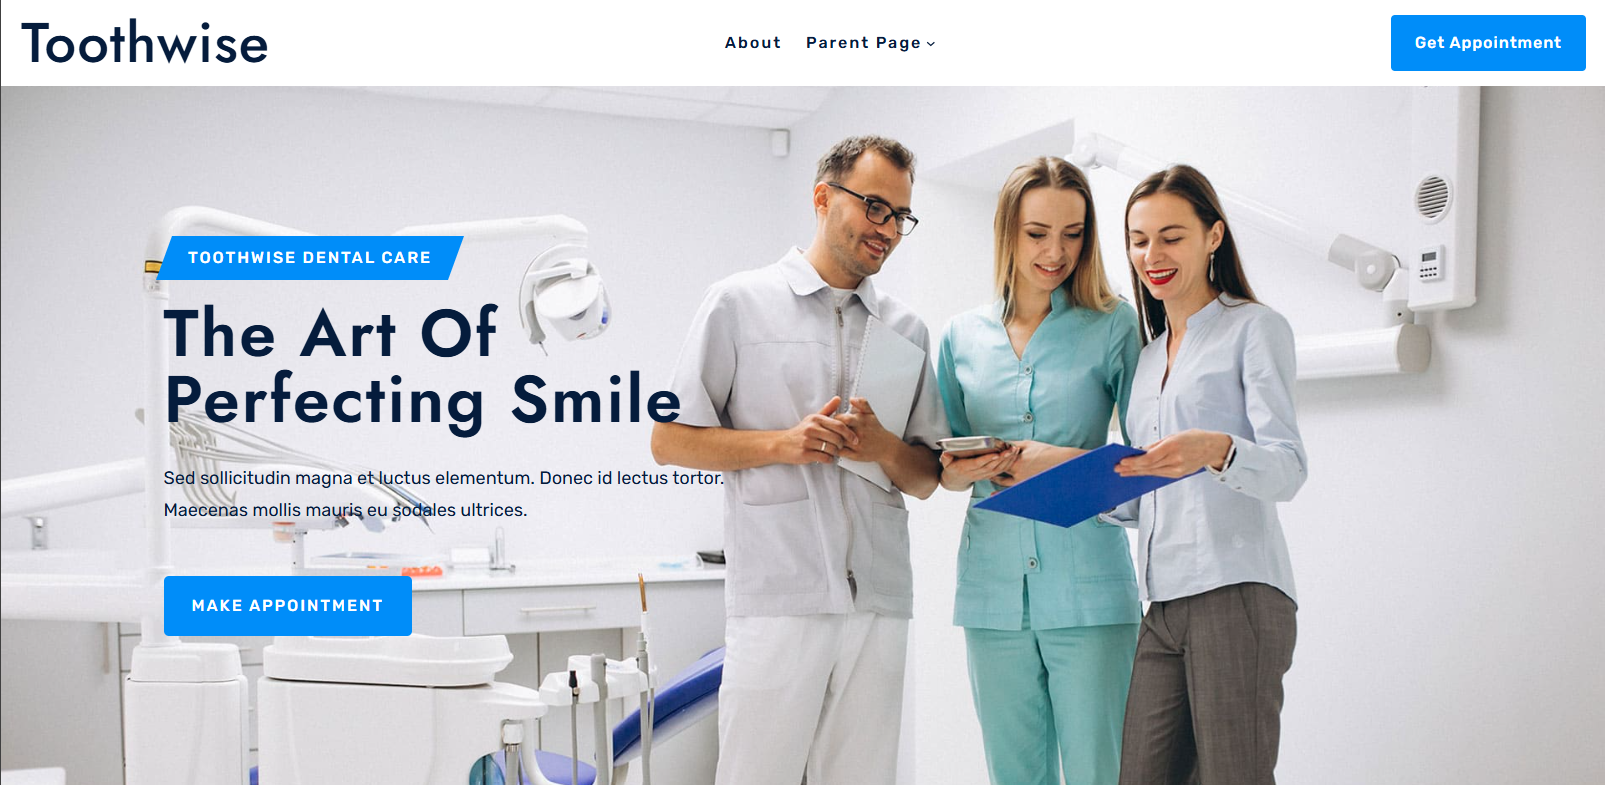 Toothwise
About
Parent Page
Get Appointment
TOOTHWISE DENTAL CARE
The Art Of
Perfecting Smile
Sed sollicitudin magna et luctus elementum. Donec id lectus tortor.
Maecenas mollis mauris eu sodales ultrices.
MAKE APPOINTMENT